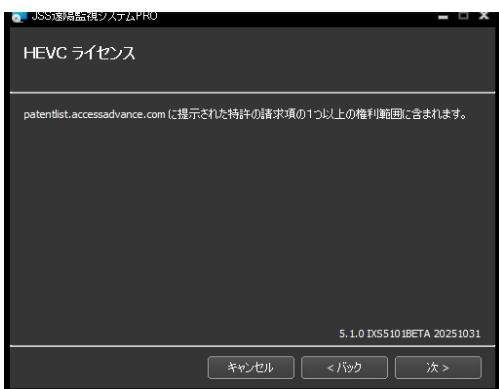 JSS遠隔監視システムPRO
HEVC ライセンス
patentlist.accessadvance.com に提示された特許の請求項の1つ以上の権利範囲に含まれます。
5.1.0 IXS5101BETA 20251031
キャンセル < バック 次 >